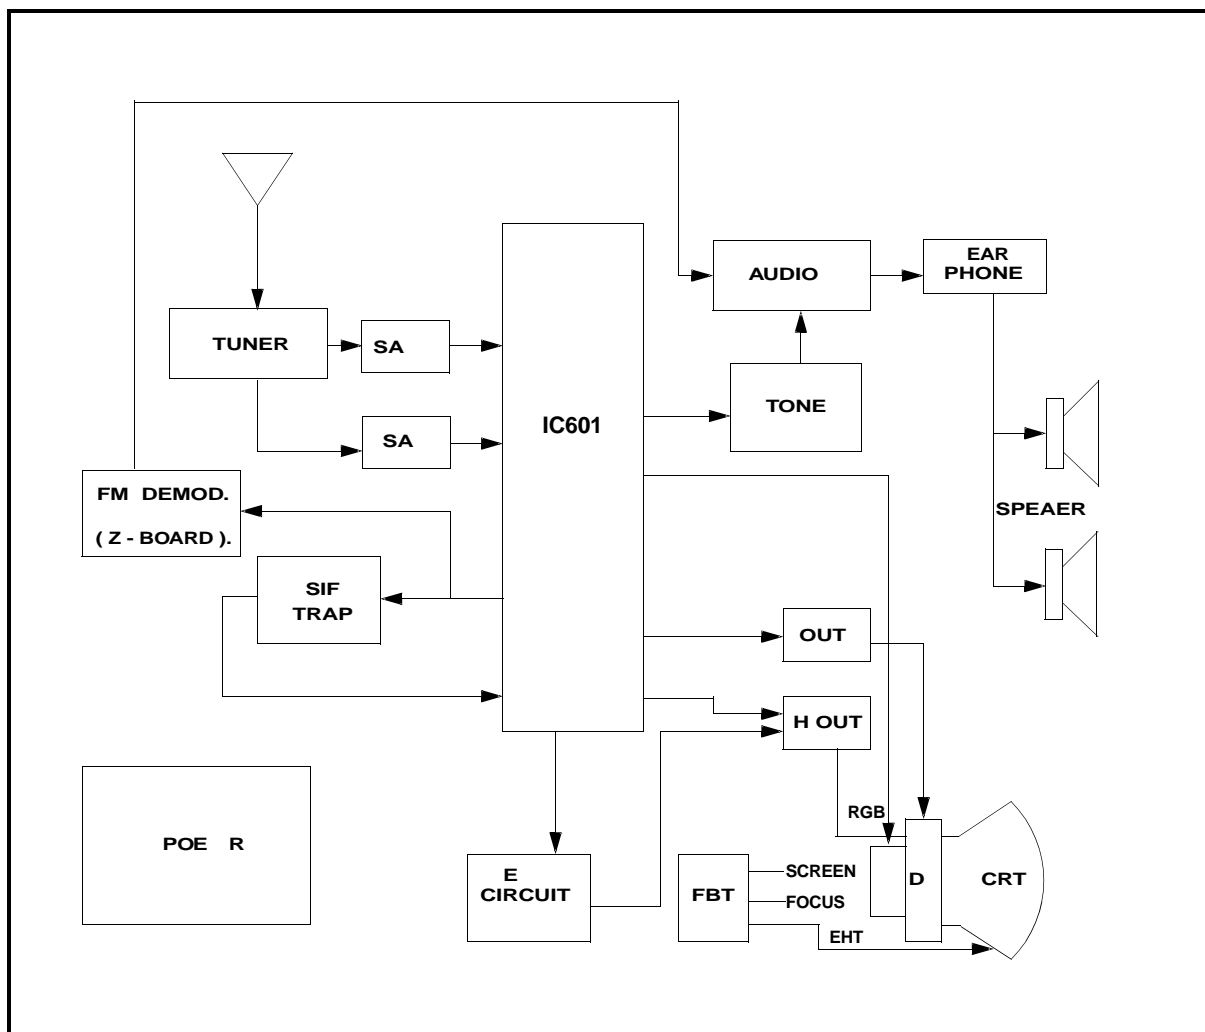 EAR
PHONE
AUDIO
TUNER
SA
TONE
IC601
SA
FM DEMOD.
( Z - BOARD ).
SPEAER
SIF
TRAP
OUT
H OUT
RGB
POE R
E
CIRCUIT
FBT
SCREEN
FOCUS
EHT
D
CRT